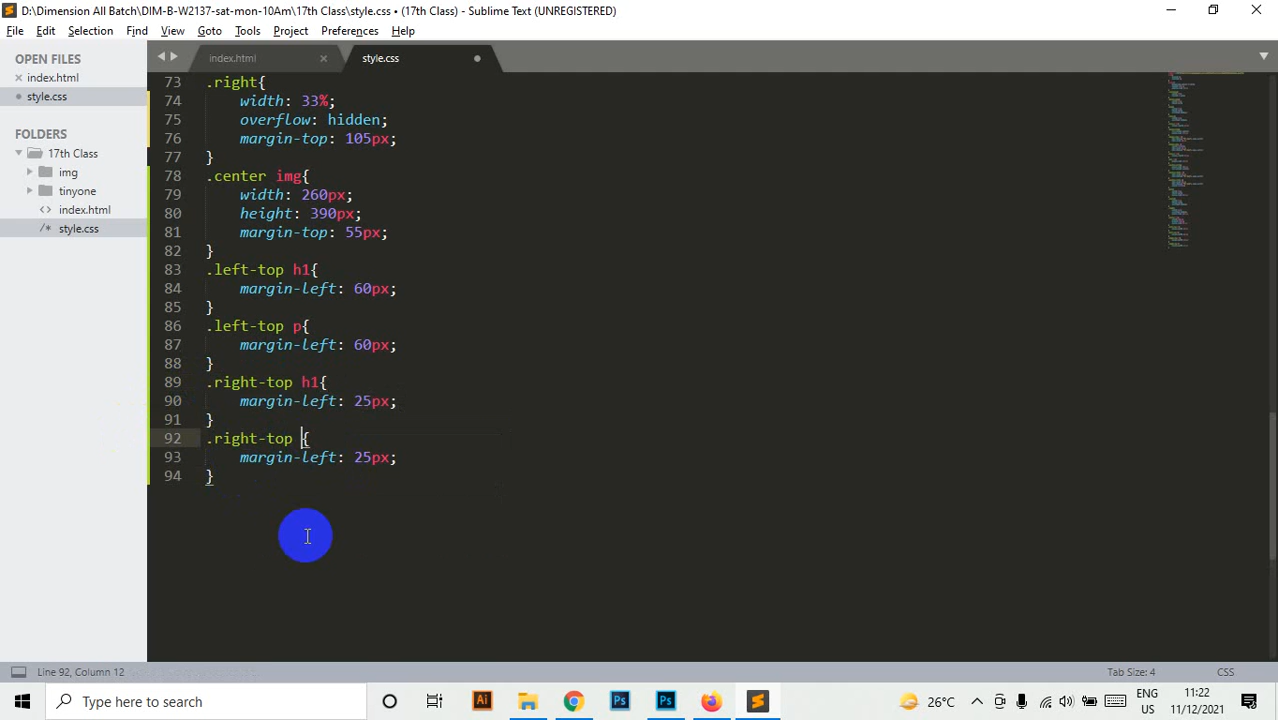 D:\Dimension All Batch\DIM-B-W2137-sat-mon-10Am\17th Class\style.css • (17th Class) - Sublime Text (UNREGISTERED)
File Edit Selection Find View Goto Tools Project Preferences Help
OPEN FILES
index.html
style.css
FOLDERS
17th Class
img
tinyone
index.html
style.css
index.html
style.css
73 .right{
74 width: 33%;
75 overflow: hidden;
76 margin-top: 105px;
77 }
78 .center img{
79 width: 260px;
80 height: 390px;
81 margin-top: 55px;
82 }
83 .left-top h1{
84 margin-left: 60px;
85 }
86 .left-top p{
87 margin-left: 60px;
88 }
89 .right-top h1{
90 margin-left: 25px;
91 }
92 .right-top {
93 margin-left: 25px;
94 }
Line 92, Column 12
Tab Size: 4 CSS
Type here to search
Ai Ps Ps
26°C
ENG
US
11:22
11/12/2021